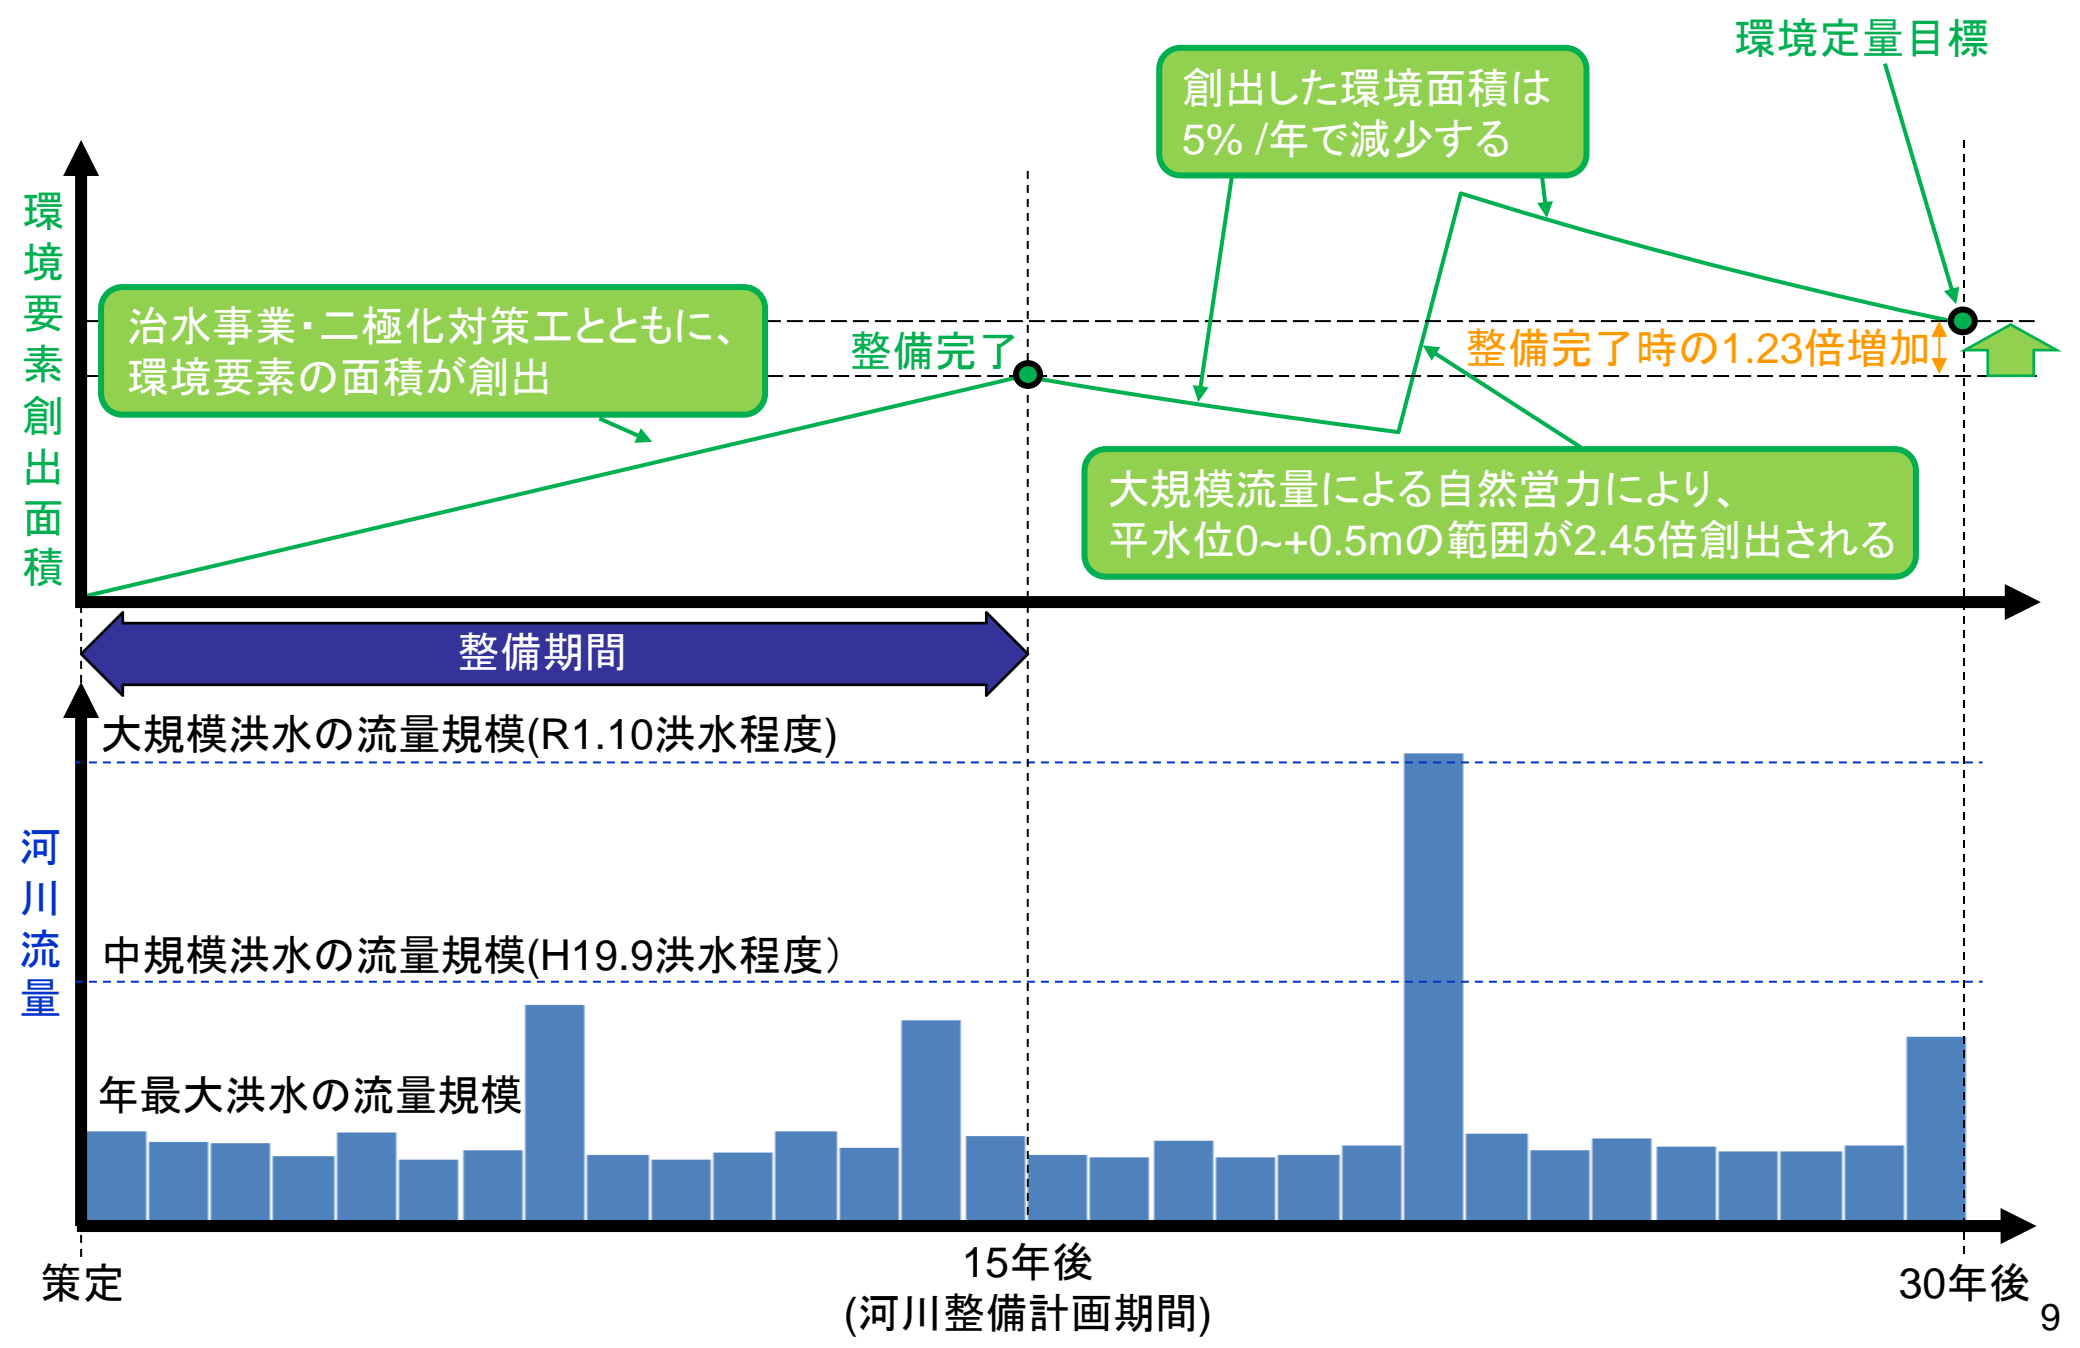 環境定量目標
創出した環境面積は
5% /年で減少する
環境要素創出面積
治水事業・二極化対策工とともに、
環境要素の面積が創出
整備完了
整備完了時の1.23倍増加
大規模流量による自然営力により、
平水位0~+0.5mの範囲が2.45倍創出される
整備期間
大規模洪水の流量規模(R1.10洪水程度)
河川流量
中規模洪水の流量規模(H19.9洪水程度）
年最大洪水の流量規模
策定
15年後
(河川整備計画期間)
30年後
9